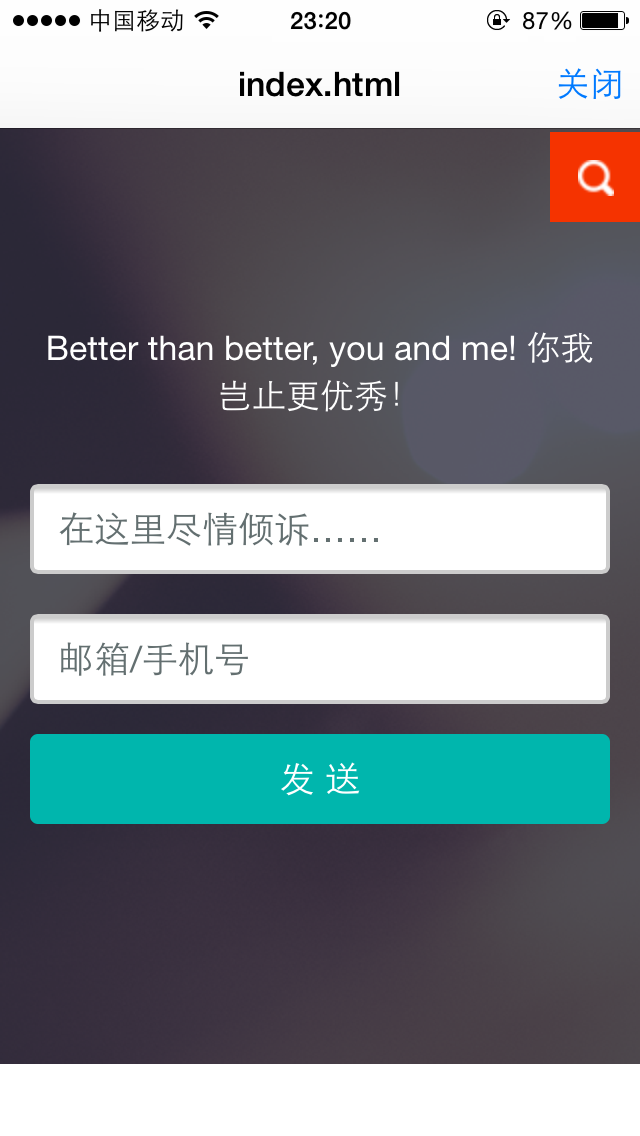 中国移动 23:20 87%
index.html 关闭
Better than better, you and me! 你我
岂止更优秀！
在这里尽情倾诉......
邮箱/手机号
发 送